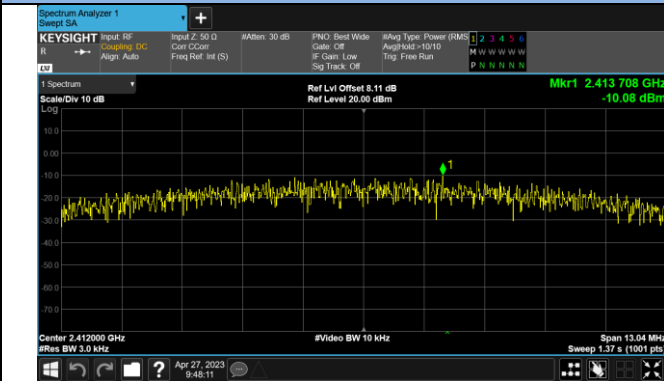 Spectrum Analyzer 1
Swept SA
+
KEYSIGHT Input: RF Input Z: 50 Ω #Atten: 30 dB PNO: Best Wide #Avg Type: Power (RMS 1 2 3 4 5 6
R Coupling: DC Corr CCorr Gate: Off Avg|Hold:>10/10 M W W W W W
Align: Auto Freq Ref: Int (S) IF Gain: Low Trig: Free Run
LXI Sig Track: Off P N N N N N
1 Spectrum Ref Lvl Offset 8.11 dB Mkr1 2.413 708 GHz
Scale/Div 10 dB Ref Level 20.00 dBm -10.08 dBm
Log
10.0
0.00
-10.0
1
-20.0
-30.0
-40.0
-50.0
-60.0
-70.0
Center 2.412000 GHz #Video BW 10 kHz Span 13.04 MHz
#Res BW 3.0 kHz Sweep 1.37 s (1001 pts)
? Apr 27, 2023
9:48:11